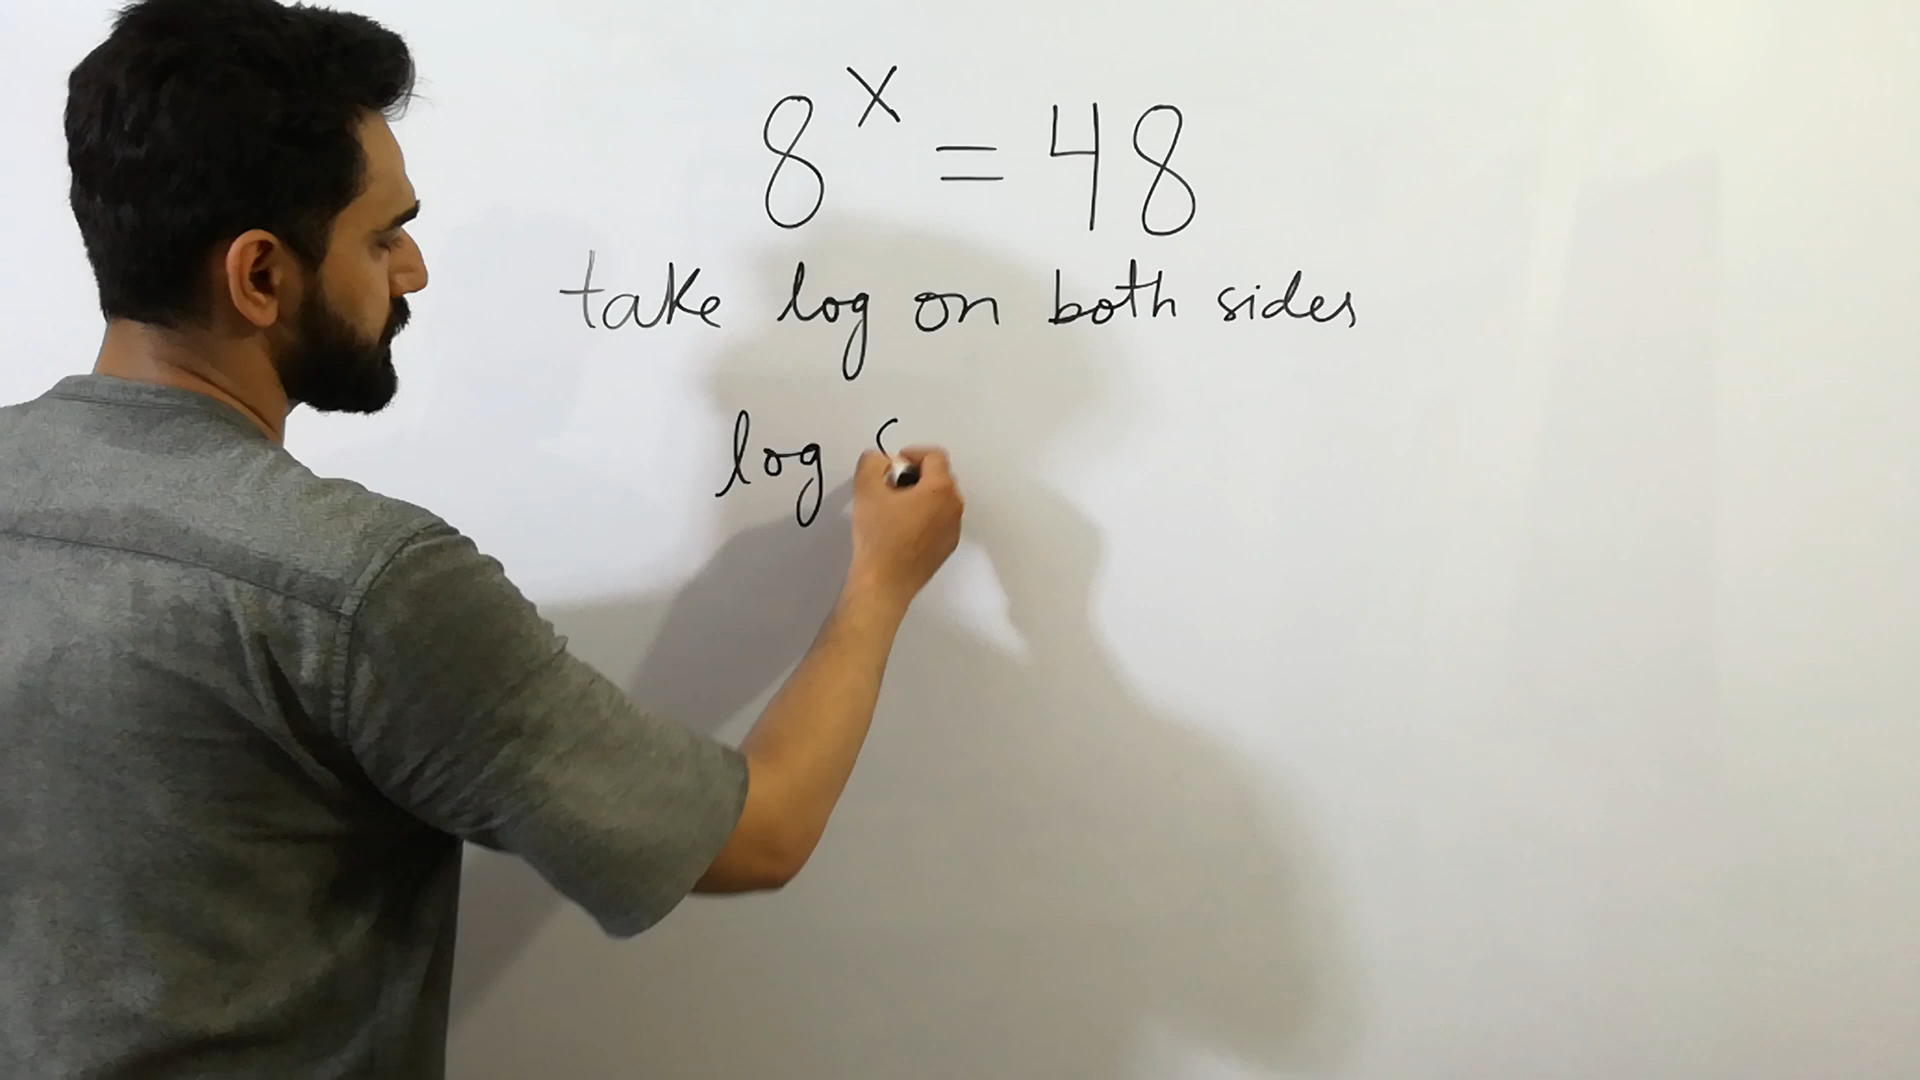 8^x = 48
take log on both sides
log